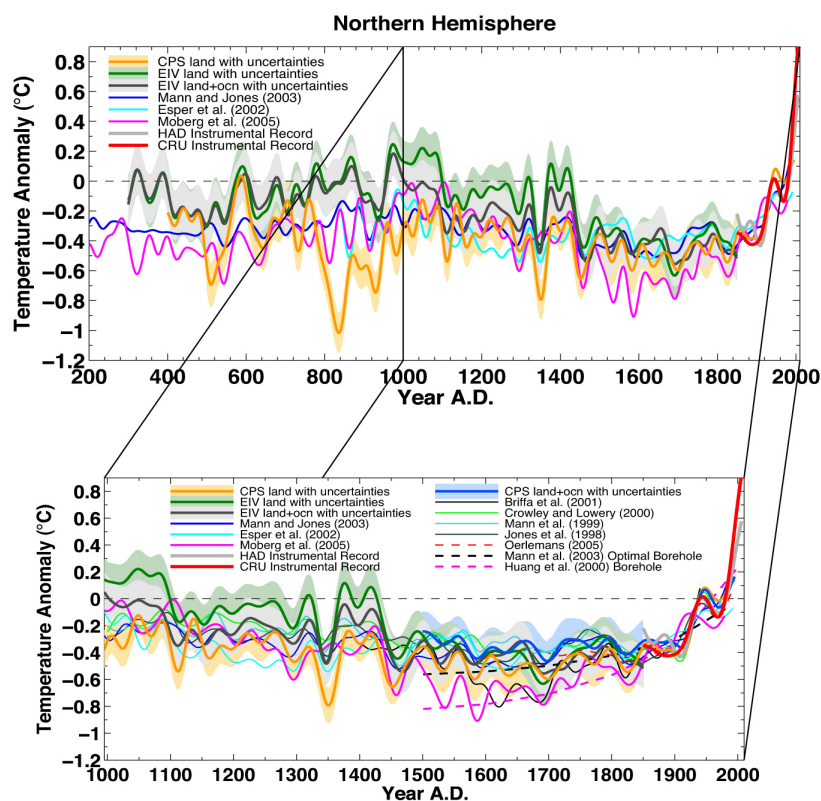 Northern Hemisphere
CPS land with uncertainties
EIV land with uncertainties
EIV land+ocn with uncertainties
Mann and Jones (2003)
Esper et al. (2002)
Moberg et al. (2005)
HAD Instrumental Record
CRU Instrumental Record
Temperature Anomaly (°C)
0.8
0.6
0.4
0.2
0
−0.2
−0.4
−0.6
−0.8
−1
−1.2
200 400 600 800 1000 1200 1400 1600 1800 2000
Year A.D.
CPS land with uncertainties
EIV land with uncertainties
EIV land+ocn with uncertainties
Mann and Jones (2003)
Esper et al. (2002)
Moberg et al. (2005)
HAD Instrumental Record
CRU Instrumental Record
CPS land+ocn with uncertainties
Briffa et al. (2001)
Crowley and Lowery (2000)
Mann et al. (1999)
Jones et al. (1998)
Oerlemans (2005)
Mann et al. (2003) Optimal Borehole
Huang et al. (2000) Borehole
Temperature Anomaly (°C)
0.8
0.6
0.4
0.2
0
−0.2
−0.4
−0.6
−0.8
−1
−1.2
1000 1100 1200 1300 1400 1500 1600 1700 1800 1900 2000
Year A.D.